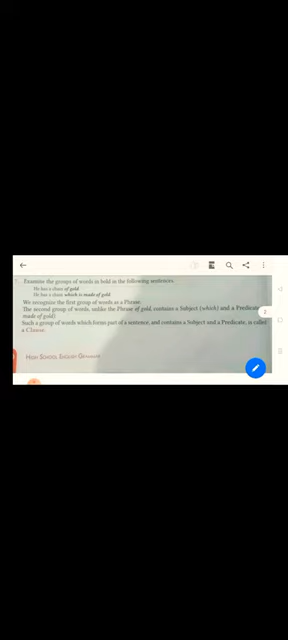 7. Examine the groups of words in bold in the following sentences.
He has a chain of gold
He has a chain which is made of gold
We recognize the first group of words as a Phrase.
The second group of words, unlike the Phrase of gold, contains a Subject (which) and a Predicate
made of gold)
Such a group of words which forms part of a sentence, and contains a Subject and a Predicate, is called
a Clause.
2
HIGH SCHOOL ENGLISH GRAMMAR